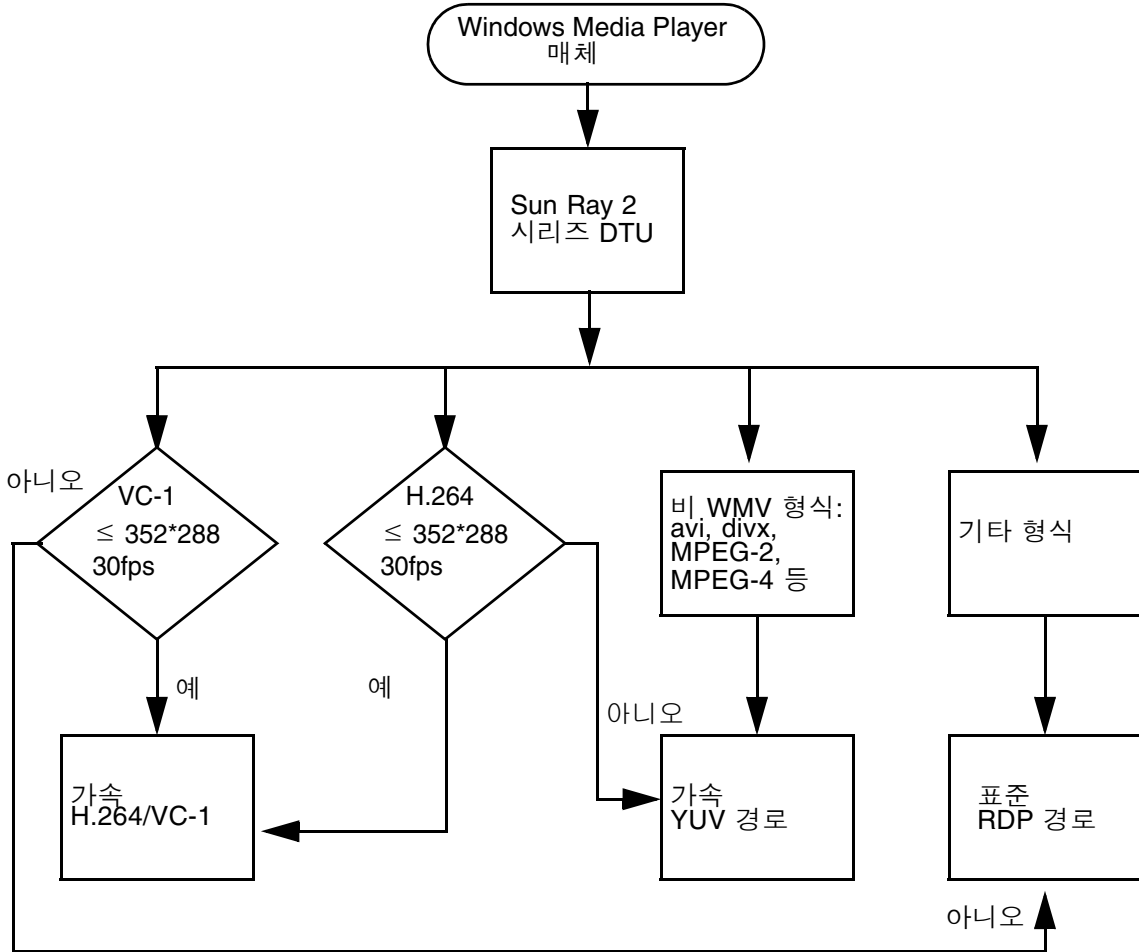 Windows Media Player
매체
Sun Ray 2
시리즈 DTU
아니오
VC-1
≤ 352*288
30fps
H.264
≤ 352*288
30fps
비 WMV 형식:
avi, divx,
MPEG-2,
MPEG-4 등
기타 형식
예
예
아니오
가속
H.264/VC-1
가속
YUV 경로
표준
RDP 경로
아니오